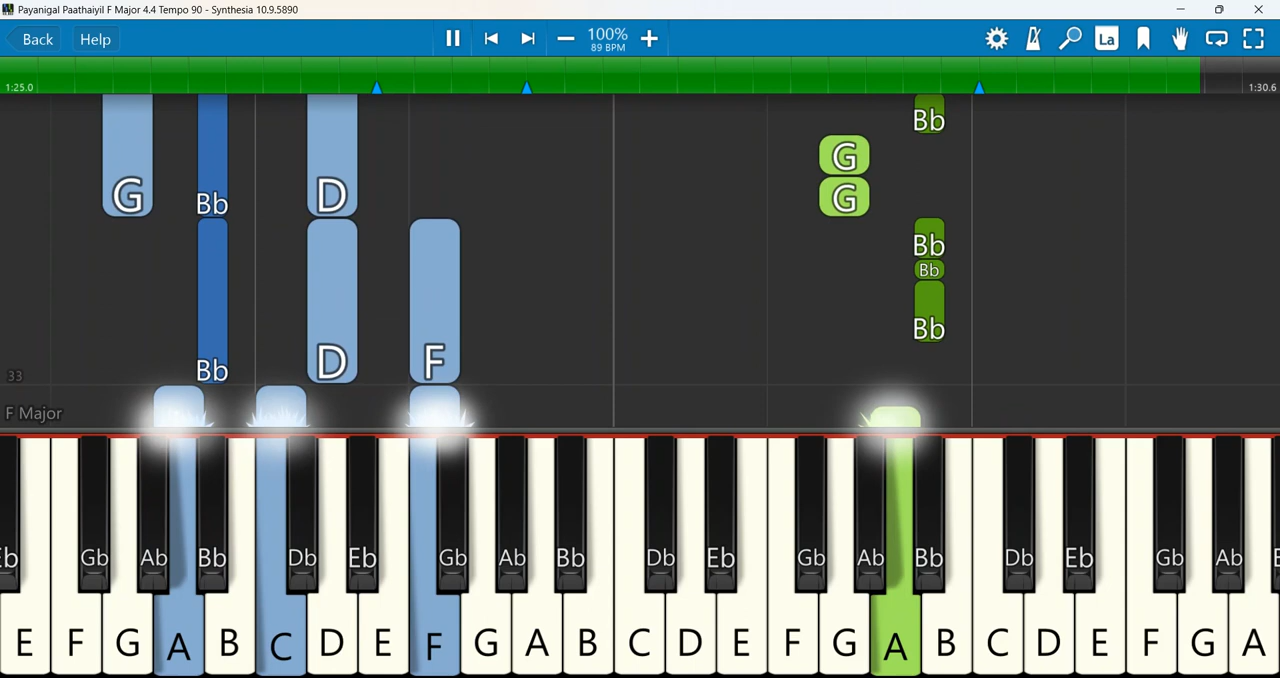 Payanigal Paathaiyil F Major 4.4 Tempo 90 - Synthesia 10.9.5890
Back Help 100% La
89 BPM
1:25.0 1:30.6
Bb
G
G Bb D G
Bb
Bb
Bb
Bb D F
33
F Major
Eb Gb Ab Bb Db Eb Gb Ab Bb Db Eb Gb Ab Bb Db Eb Gb Ab
E F G A B C D E F G A B C D E F G A B C D E F G A